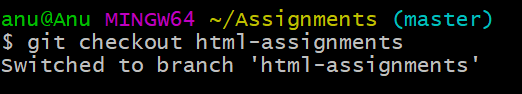 anu@Anu MINGW64 ~/Assignments (master)
$ git checkout html-assignments
Switched to branch 'html-assignments'